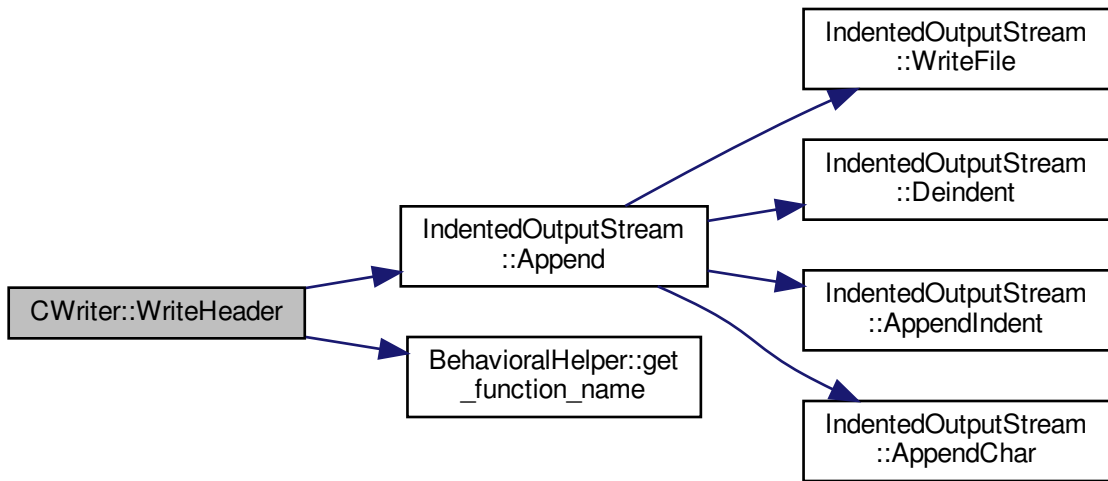 CWriter::WriteHeader
IndentedOutputStream
::Append
BehavioralHelper::get
_function_name
IndentedOutputStream
::WriteFile
IndentedOutputStream
::Deindent
IndentedOutputStream
::AppendIndent
IndentedOutputStream
::AppendChar